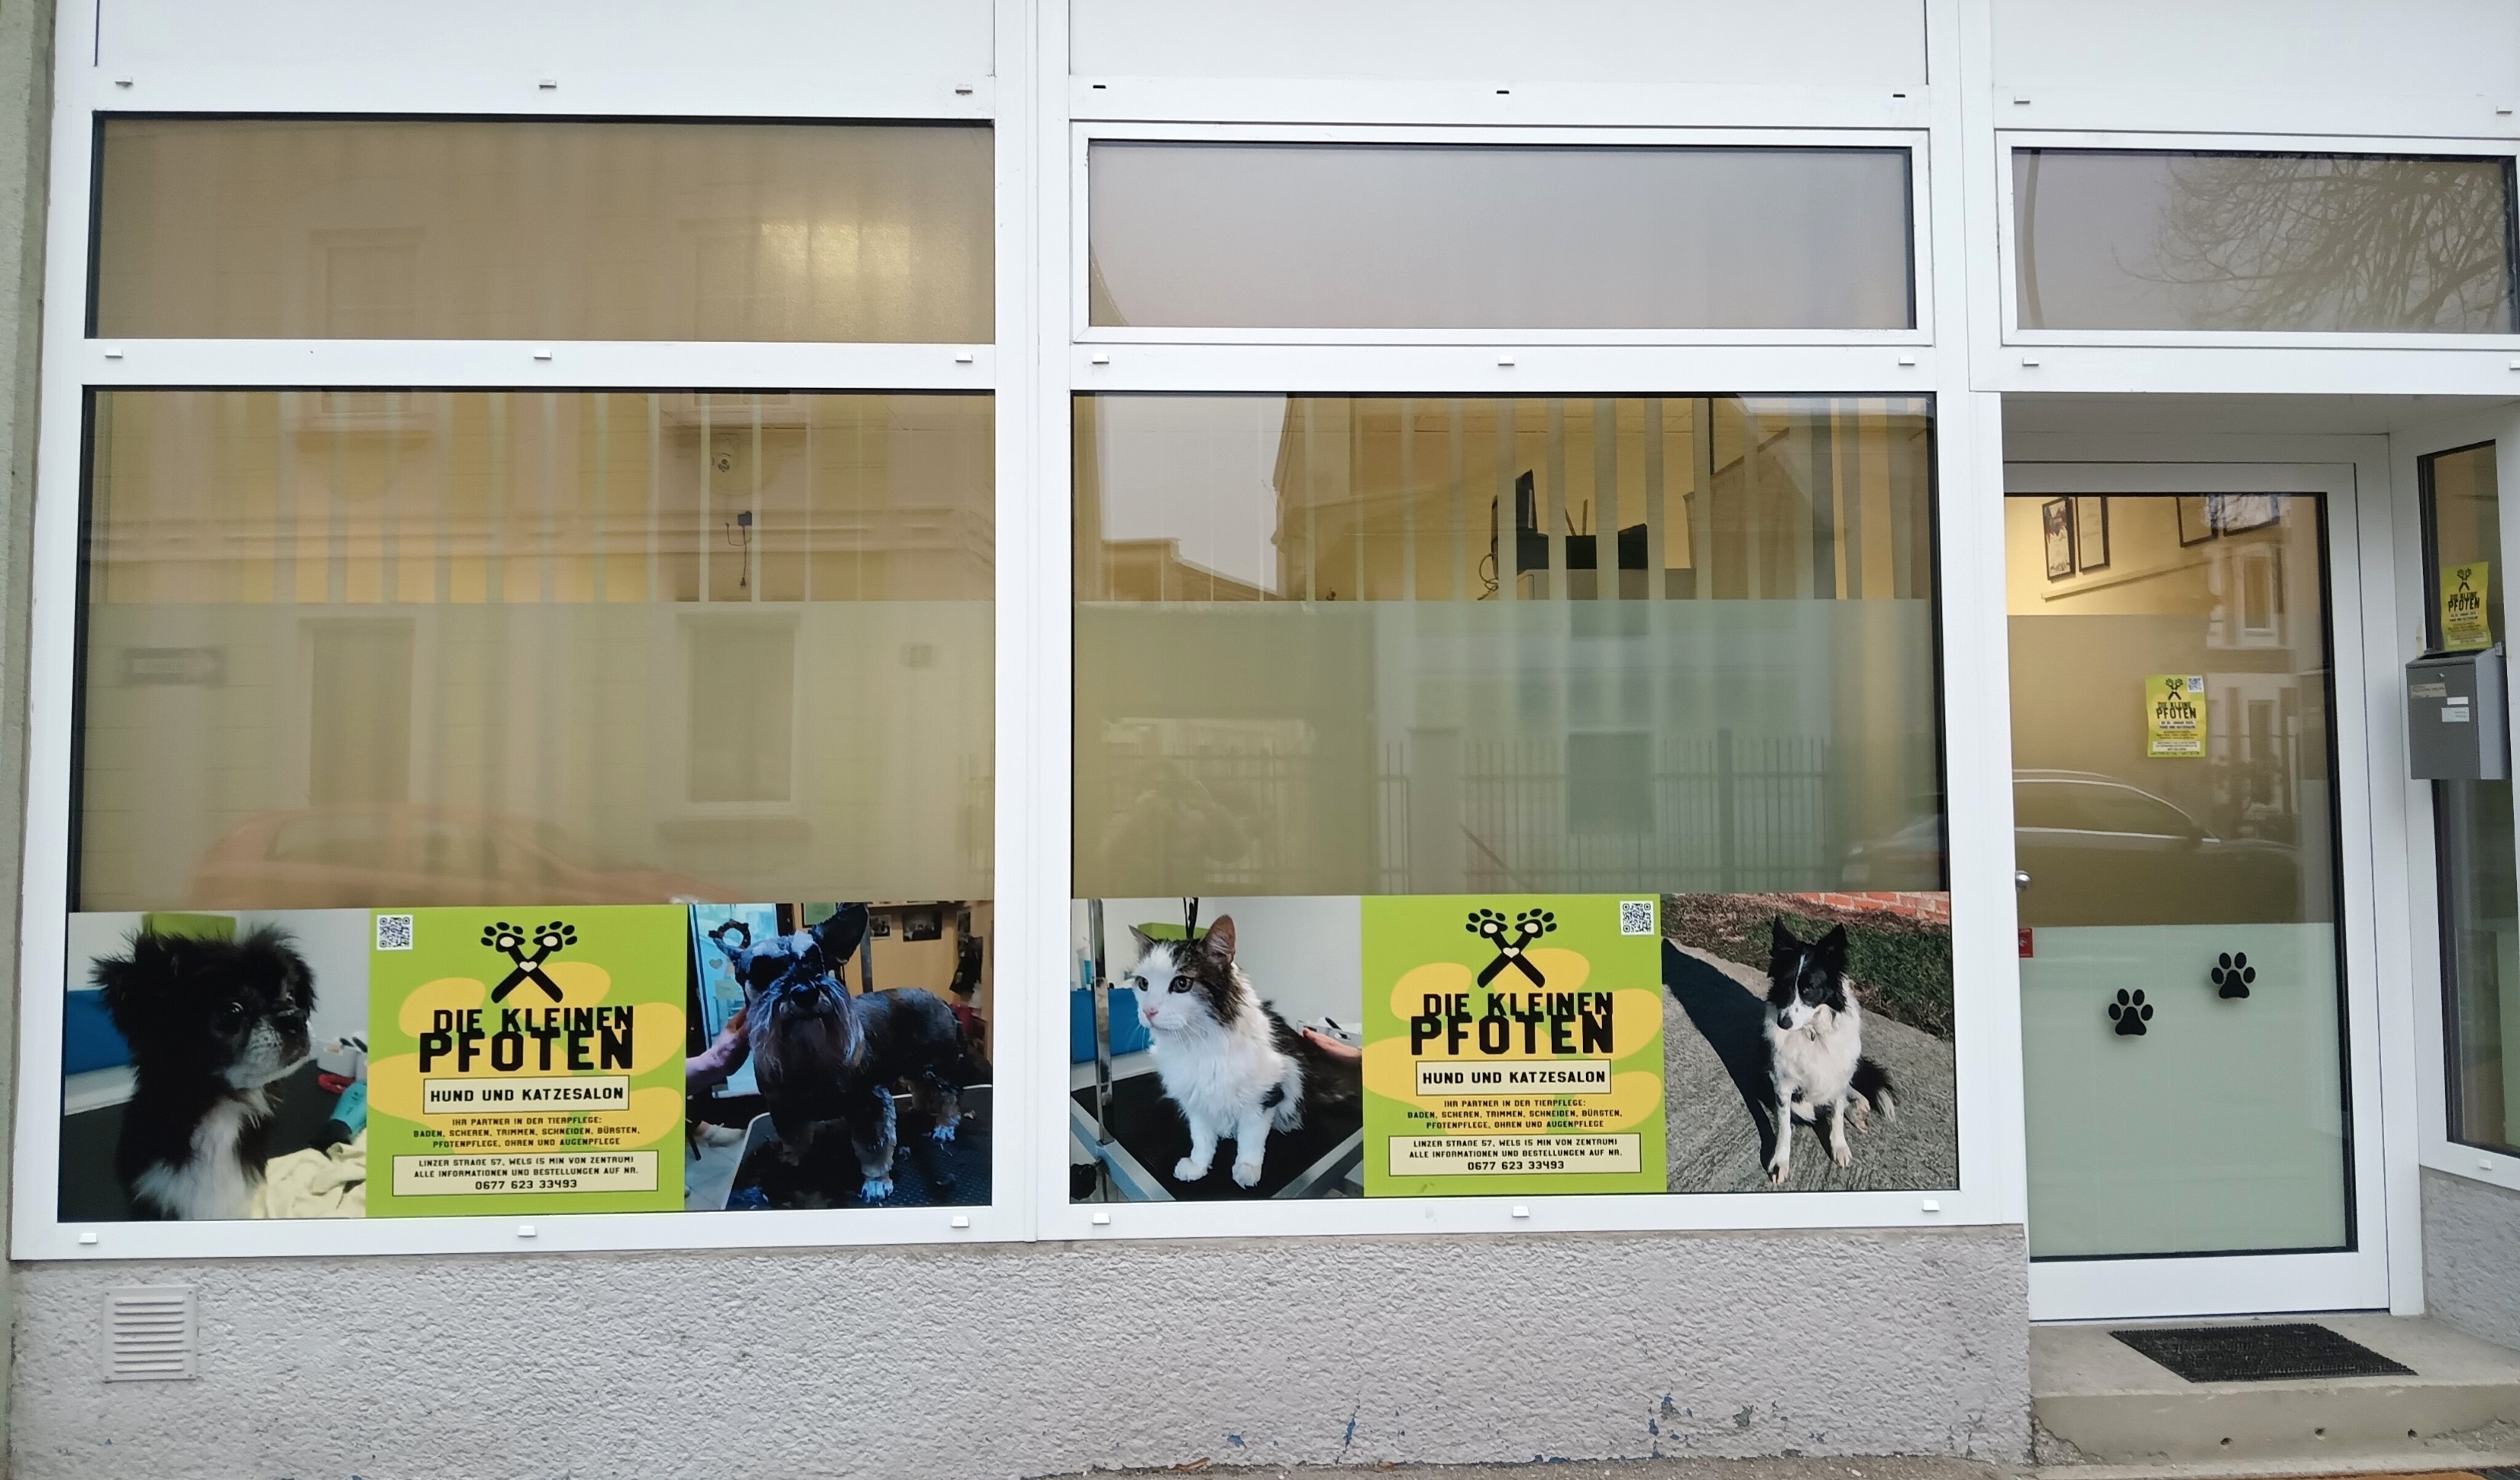 DIE KLEINEN
PFOTEN
HUND UND KATZESALON
IHR PARTNER IN DER TIERPFLEGE:
BADEN, SCHEREN, TRIMMEN, SCHNEIDEN, BÜRSTEN,
PFOTENPFLEGE, OHREN UND AUGENPFLEGE
LINZER STRAßE 57, WELS (5 MIN VON ZENTRUM)
ALLE INFORMATIONEN UND BESTELLUNGEN AUF NR.
0677 623 33493
DIE KLEINEN
PFOTEN
HUND UND KATZESALON
IHR PARTNER IN DER TIERPFLEGE:
BADEN, SCHEREN, TRIMMEN, SCHNEIDEN, BÜRSTEN,
PFOTENPFLEGE, OHREN UND AUGENPFLEGE
LINZER STRAßE 57, WELS (5 MIN VON ZENTRUM)
ALLE INFORMATIONEN UND BESTELLUNGEN AUF NR.
0677 623 33493
DIE KLEINE
PFOTEN
DIE KLEINE
PFOTEN